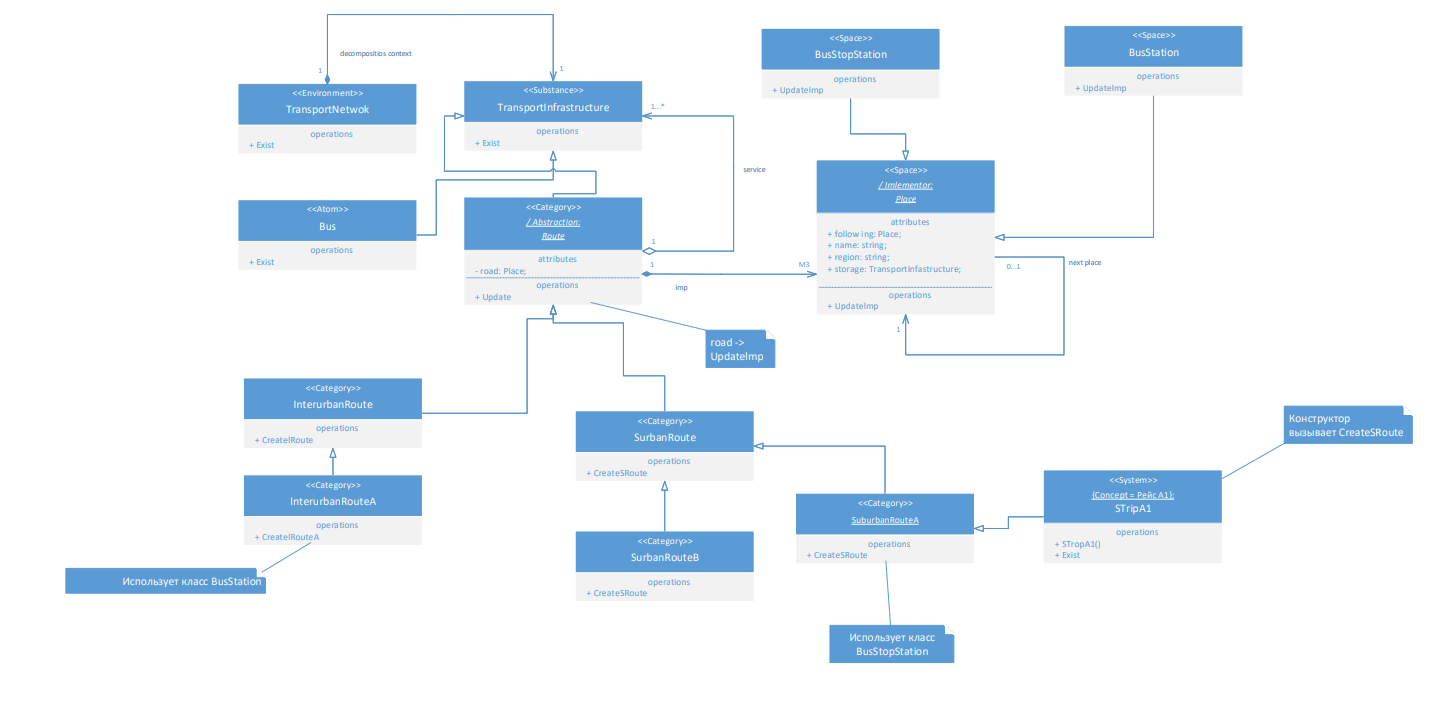 decompositios context
1
1
<<Environment>>
TransportNetwok
operations
+ Exist
<<Substance>>
TransportInfrastructure
operations
+ Exist
1...*
service
<<Space>>
BusStopStation
operations
+ UpdateImp
<<Space>>
BusStation
operations
+ UpdateImp
<<Atom>>
Bus
operations
+ Exist
<<Category>>
/ Abstraction:
Route
attributes
- road: Place;
operations
+ Update
1
1
imp
M3
<<Space>>
/ Imlementor:
Place
attributes
+ follow ing: Place;
+ name: string;
+ region: string;
+ storage: TransportInfastructure;
operations
+ UpdateImp
0...1
next place
1
road ->
UpdateImp
<<Category>>
InterurbanRoute
operations
+ CreateIRoute
<<Category>>
InterurbanRouteA
operations
+ CreateIRouteA
Использует класс BusStation
<<Category>>
SurbanRoute
operations
+ CreateSRoute
<<Category>>
SurbanRouteB
operations
+ CreateSRoute
<<Category>>
SuburbanRouteA
operations
+ CreateSRoute
Использует класс
BusStopStation
<<System>>
{Concept = Рейс А1}:
STripA1
operations
+ STropA1()
+ Exist
Конструктор
вызывает CreateSRoute